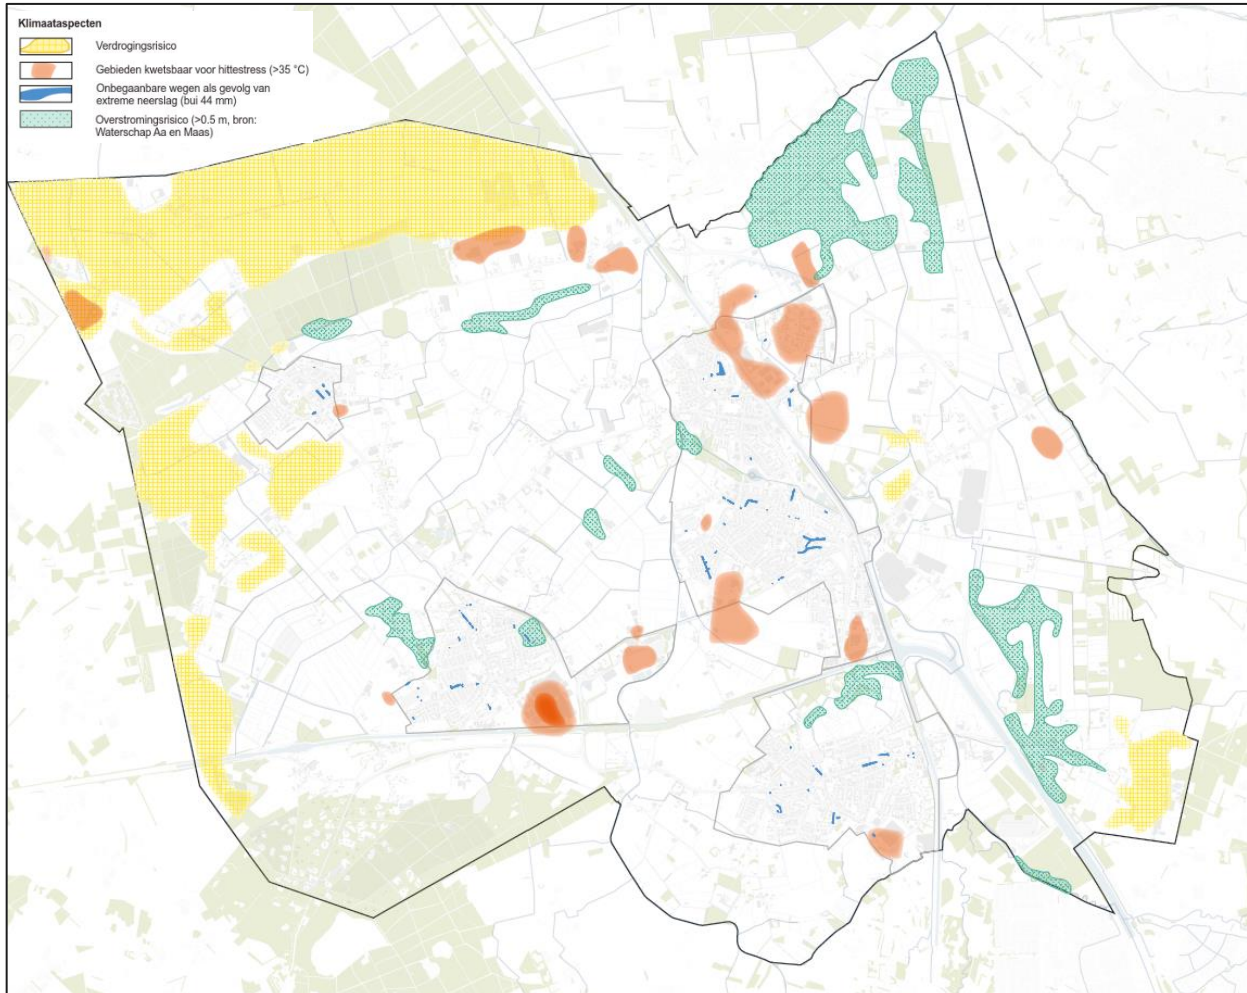 Klimaataspecten
Verdrogingsrisico
Gebieden kwetsbaar voor hittestress (>35 °C)
Onbegaanbare wegen als gevolg van
extreme neerslag (bui 44 mm)
Overstromingsrisico (>0.5 m, bron:
Waterschap Aa en Maas)